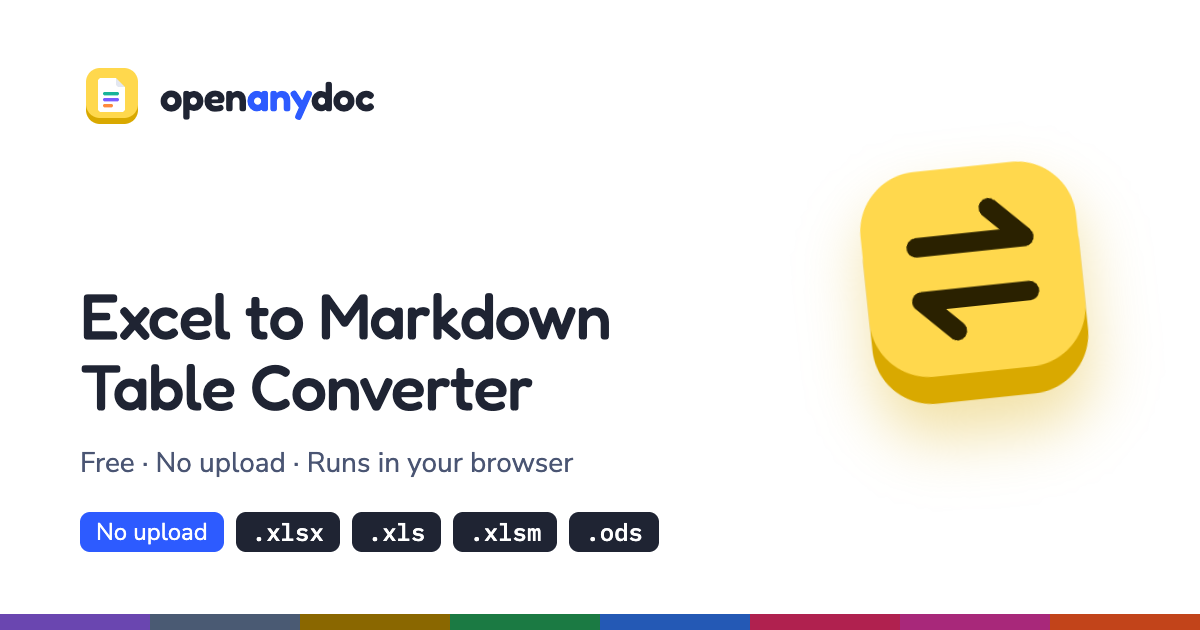 openanydoc
Excel to Markdown
Table Converter
Free · No upload · Runs in your browser
No upload .xlsx .xls .xlsm .ods